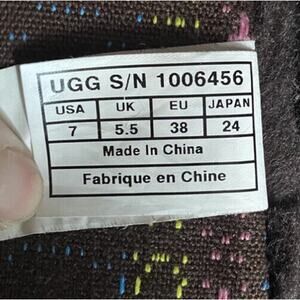 UGG S/N 1006456
USA UK EU JAPAN
7 5.5 38 24
Made In China
Fabrique en Chine